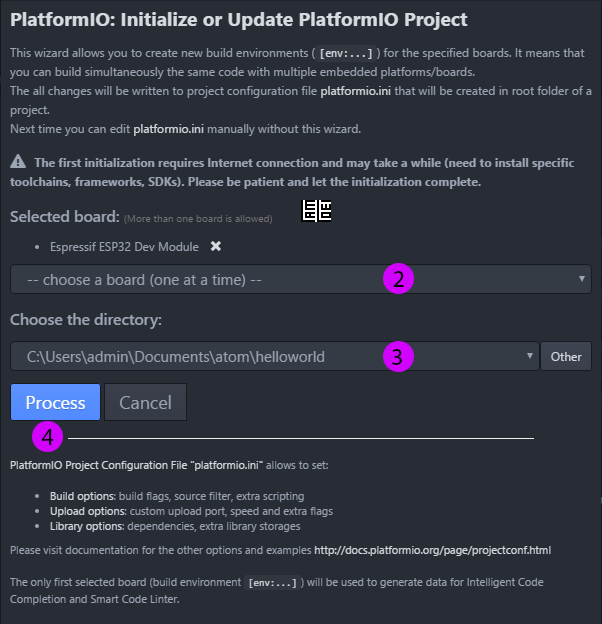 PlatformIO: Initialize or Update PlatformIO Project
This wizard allows you to create new build environments ( [env:...] ) for the specified boards. It means that
you can build simultaneously the same code with multiple embedded platforms/boards.
The all changes will be written to project configuration file platformio.ini that will be created in root folder of a
project.
Next time you can edit platformio.ini manually without this wizard.
The first initialization requires Internet connection and may take a while (need to install specific
toolchains, frameworks, SDKs). Please be patient and let the initialization complete.
Selected board: (More than one board is allowed)
• Espressif ESP32 Dev Module ✖
-- choose a board (one at a time) -- 2
Choose the directory:
C:\Users\admin\Documents\atom\helloworld 3 Other
Process Cancel
4
PlatformIO Project Configuration File "platformio.ini" allows to set:
• Build options: build flags, source filter, extra scripting
• Upload options: custom upload port, speed and extra flags
• Library options: dependencies, extra library storages
Please visit documentation for the other options and examples http://docs.platformio.org/page/projectconf.html
The only first selected board (build environment [env:...] ) will be used to generate data for Intelligent Code
Completion and Smart Code Linter.